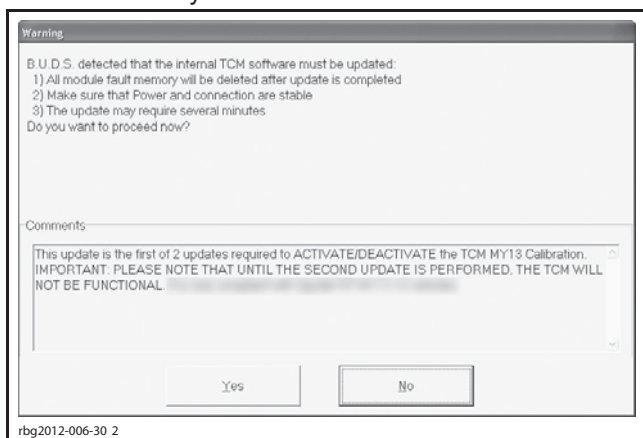 Warning
B.U.D.S. detected that the internal TCM software must be updated:
1) All module fault memory will be deleted after update is completed
2) Make sure that Power and connection are stable
3) The update may require several minutes
Do you want to proceed now?
Comments
This update is the first of 2 updates required to ACTIVATE/DEACTIVATE the TCM MY13 Calibration.
IMPORTANT: PLEASE NOTE THAT UNTIL THE SECOND UPDATE IS PERFORMED, THE TCM WILL
NOT BE FUNCTIONAL.
Yes No
rbg2012-006-30 2